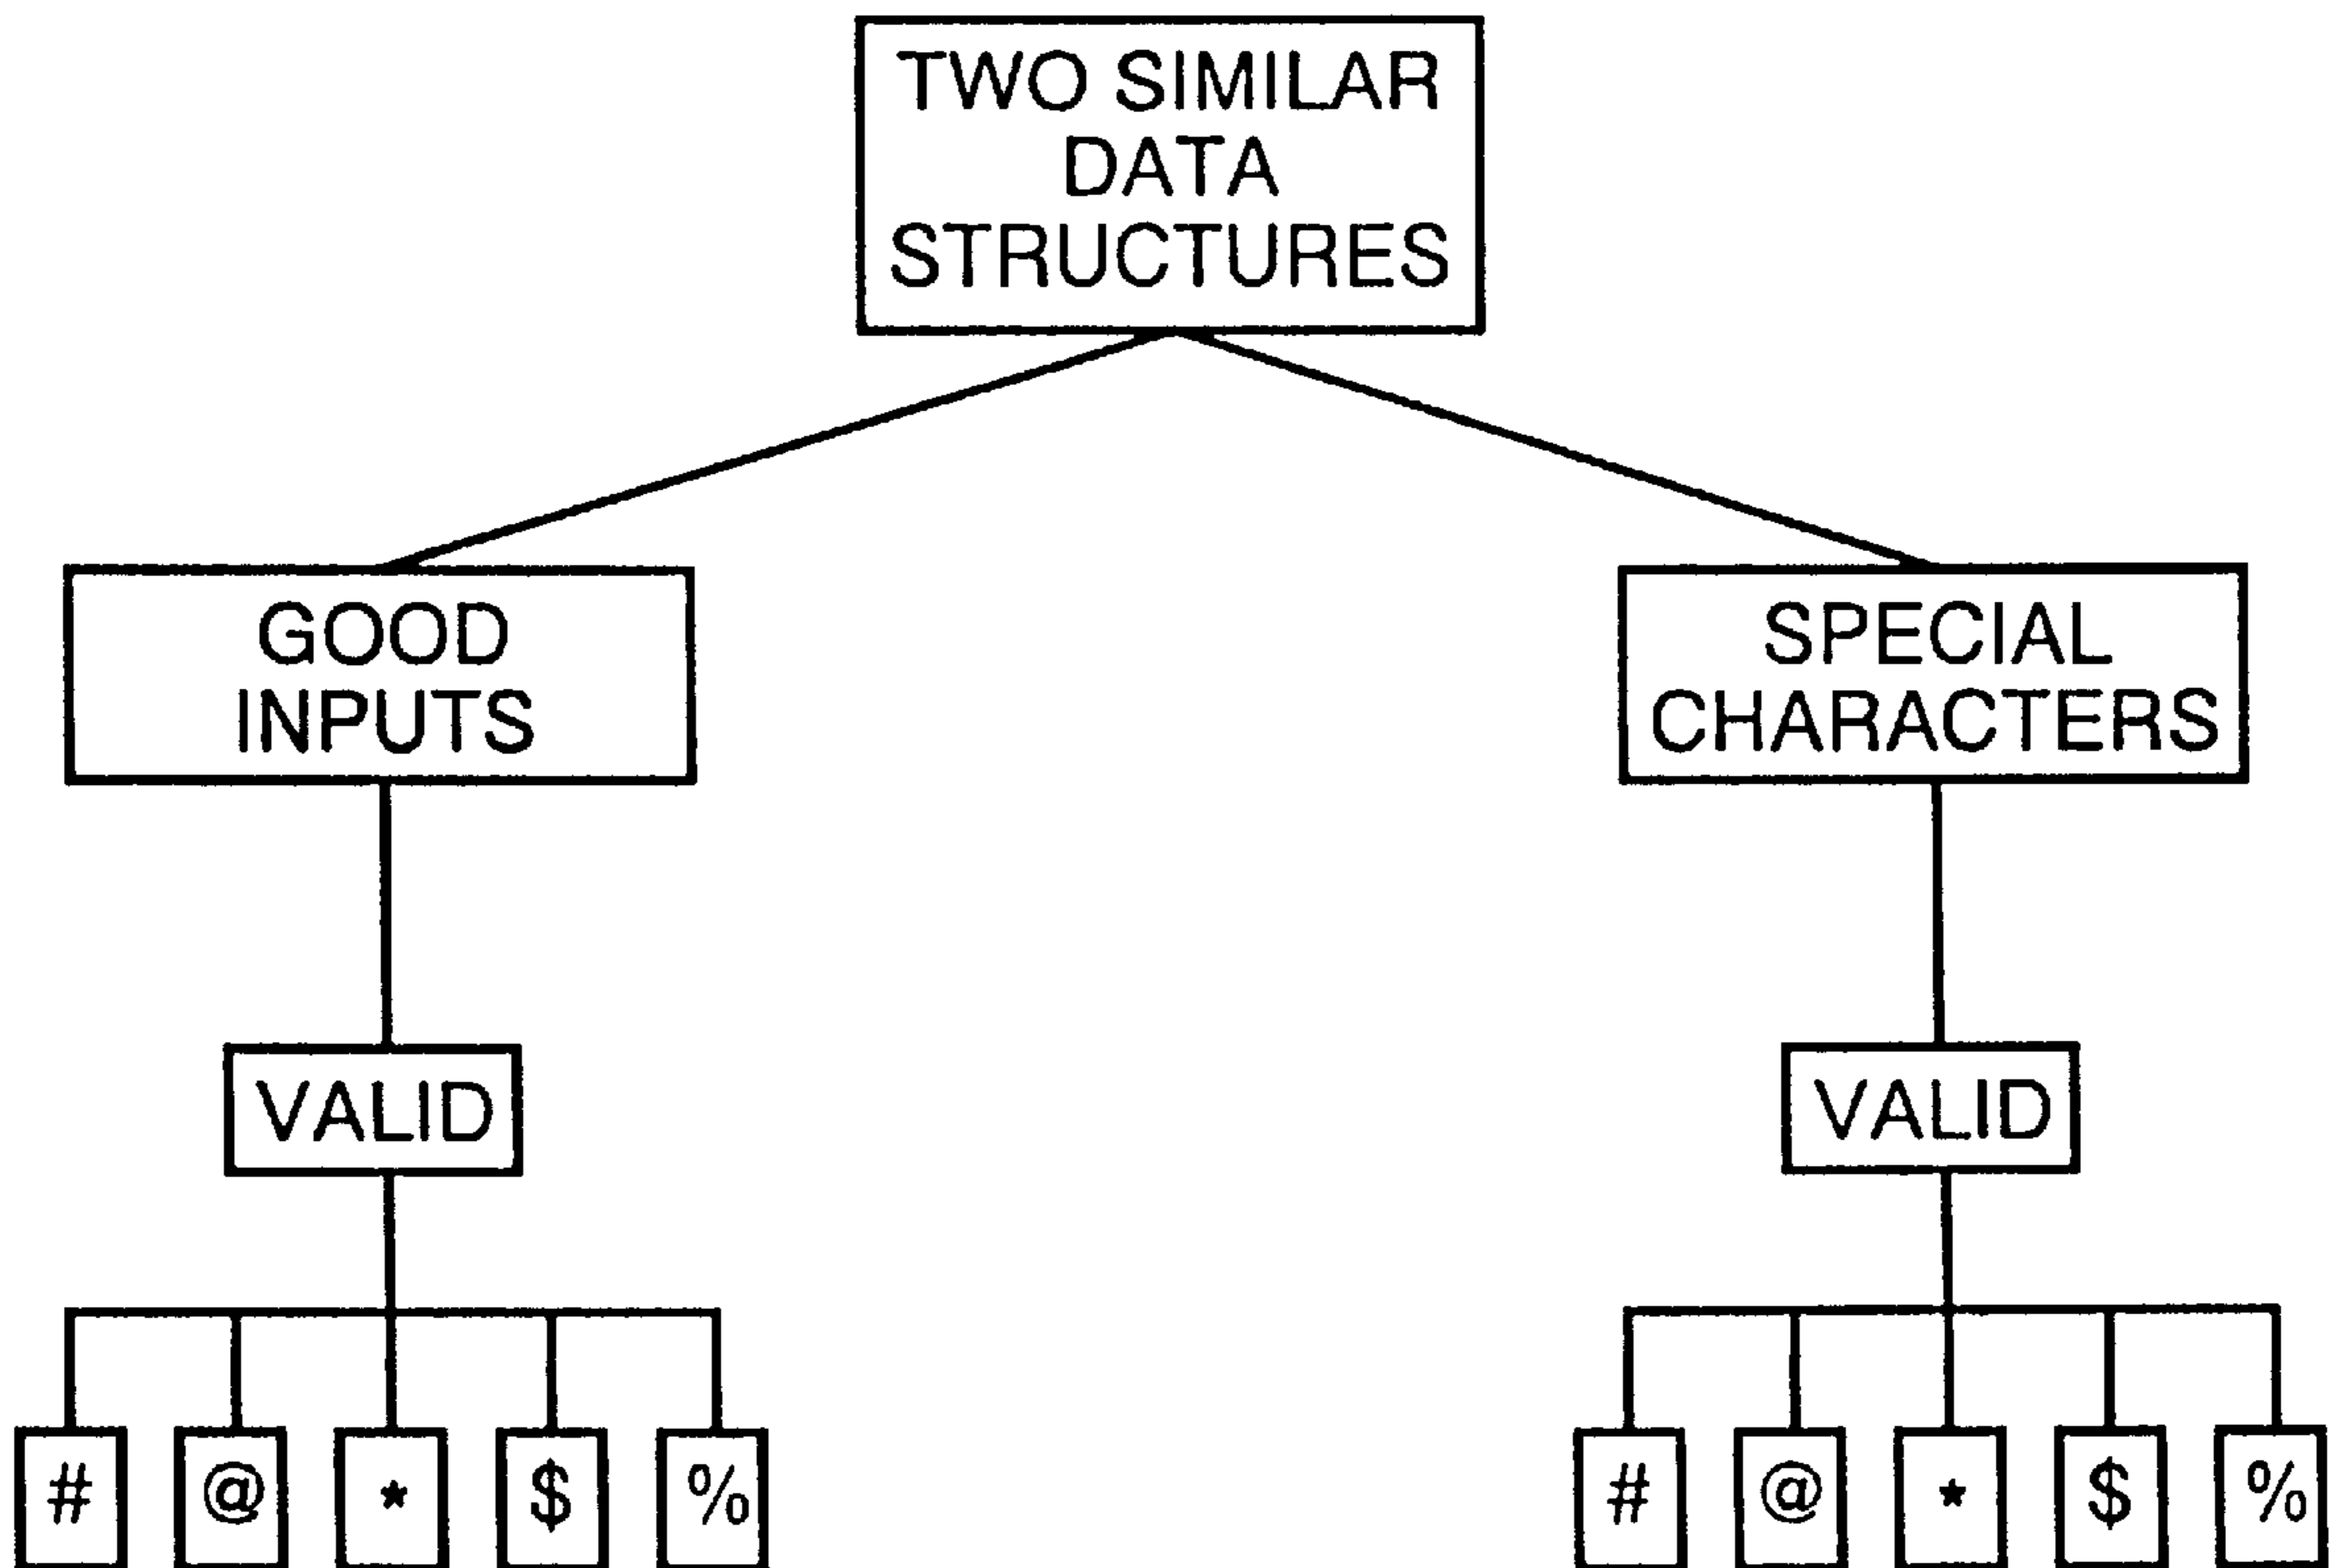 TWO SIMILAR
DATA
STRUCTURES
GOOD
INPUTS
SPECIAL
CHARACTERS
VALID
VALID
# @ * $ %
# @ * $ %